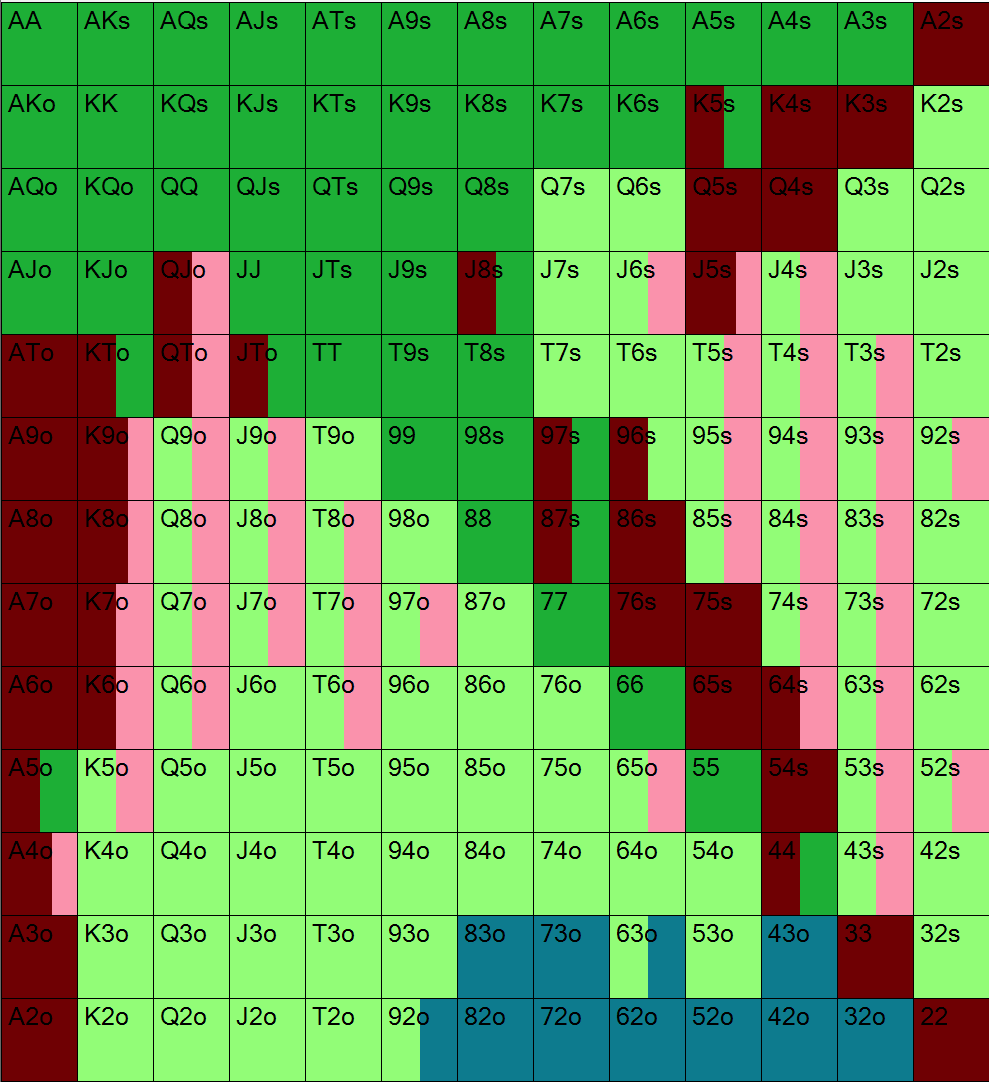 AA AKs AQs AJs ATs A9s A8s A7s A6s A5s A4s A3s A2s
AKo KK KQs KJs KTs K9s K8s K7s K6s K5s K4s K3s K2s
AQo KQo QQ QJs QTs Q9s Q8s Q7s Q6s Q5s Q4s Q3s Q2s
AJo KJo QJo JJ JTs J9s J8s J7s J6s J5s J4s J3s J2s
ATo KTo QTo JTo TT T9s T8s T7s T6s T5s T4s T3s T2s
A9o K9o Q9o J9o T9o 99 98s 97s 96s 95s 94s 93s 92s
A8o K8o Q8o J8o T8o 98o 88 87s 86s 85s 84s 83s 82s
A7o K7o Q7o J7o T7o 97o 87o 77 76s 75s 74s 73s 72s
A6o K6o Q6o J6o T6o 96o 86o 76o 66 65s 64s 63s 62s
A5o K5o Q5o J5o T5o 95o 85o 75o 65o 55 54s 53s 52s
A4o K4o Q4o J4o T4o 94o 84o 74o 64o 54o 44 43s 42s
A3o K3o Q3o J3o T3o 93o 83o 73o 63o 53o 43o 33 32s
A2o K2o Q2o J2o T2o 92o 82o 72o 62o 52o 42o 32o 22